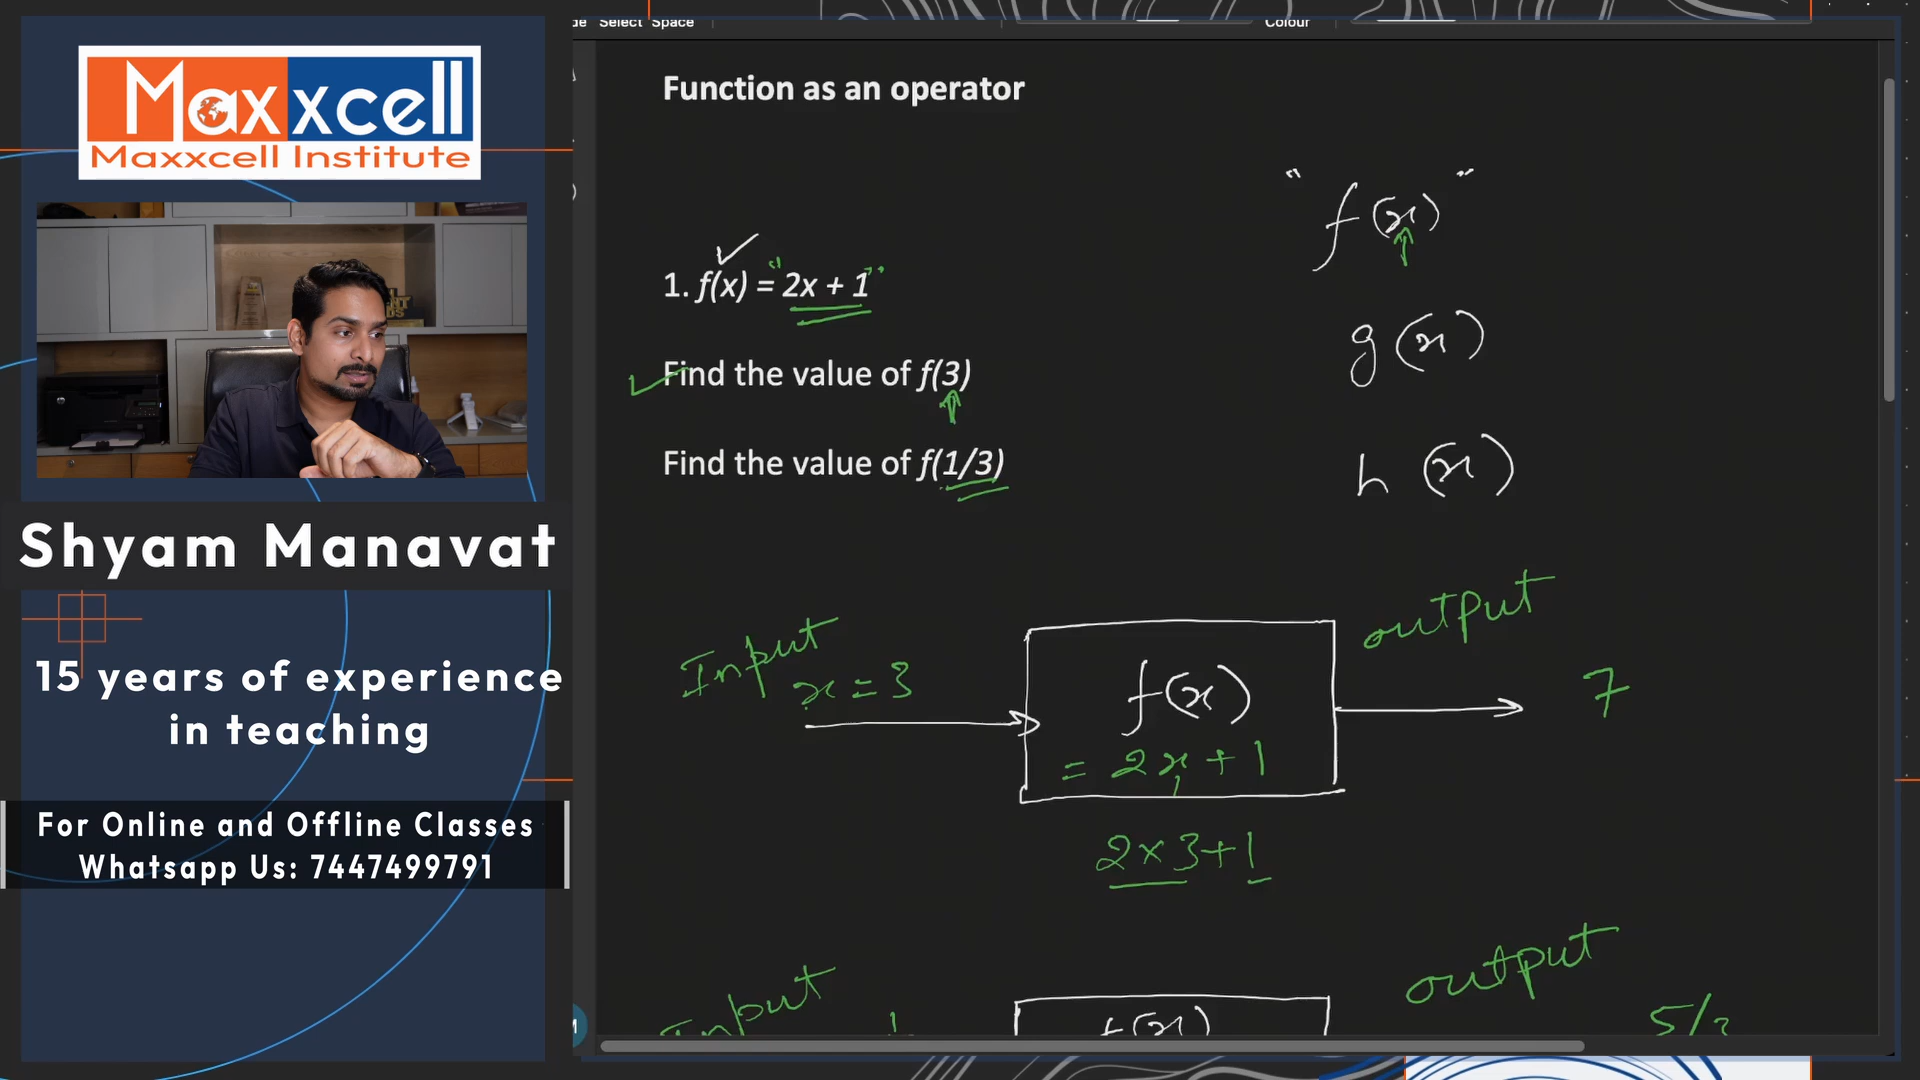 Select Space
Colour
Maxxcell
Maxxcell Institute
Shyam Manavat
15 years of experience
in teaching
For Online and Offline Classes
Whatsapp Us: 7447499791
Function as an operator
1. f(x) = "2x + 1"
Find the value of f(3)
Find the value of f(1/3)
"f(x)"
g(x)
h(x)
Input
x = 3
f(x)
= 2x + 1
2 × 3 + 1
output
7
Input
f(x)
output